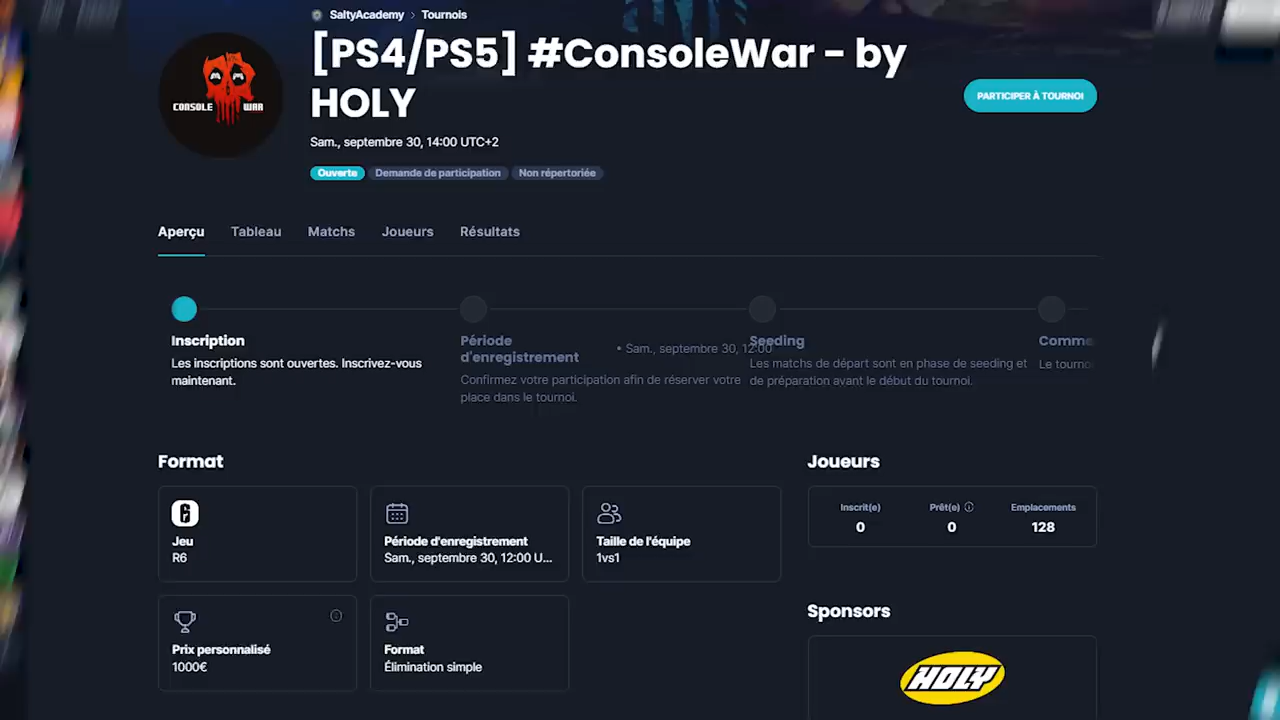 SaltyAcademy > Tournois
[PS4/PS5] #ConsoleWar - by
HOLY
CONSOLE WAR
PARTICIPER À TOURNOI
Sam., septembre 30, 14:00 UTC+2
Ouverte Demande de participation Non répertoriée
Aperçu Tableau Matchs Joueurs Résultats
Inscription
Les inscriptions sont ouvertes. Inscrivez-vous
maintenant.
Période
d'enregistrement
• Sam., septembre 30, 12:00
Confirmez votre participation afin de réserver votre
place dans le tournoi.
Seeding
Les matchs de départ sont en phase de seeding et
de préparation avant le début du tournoi.
Comme
Le tourno
Format
Jeu
R6
Période d'enregistrement
Sam., septembre 30, 12:00 U...
Taille de l'équipe
1vs1
Prix personnalisé
1000€
Format
Élimination simple
Joueurs
Inscrit(e) Prêt(e) Emplacements
0 0 128
Sponsors
HOLY